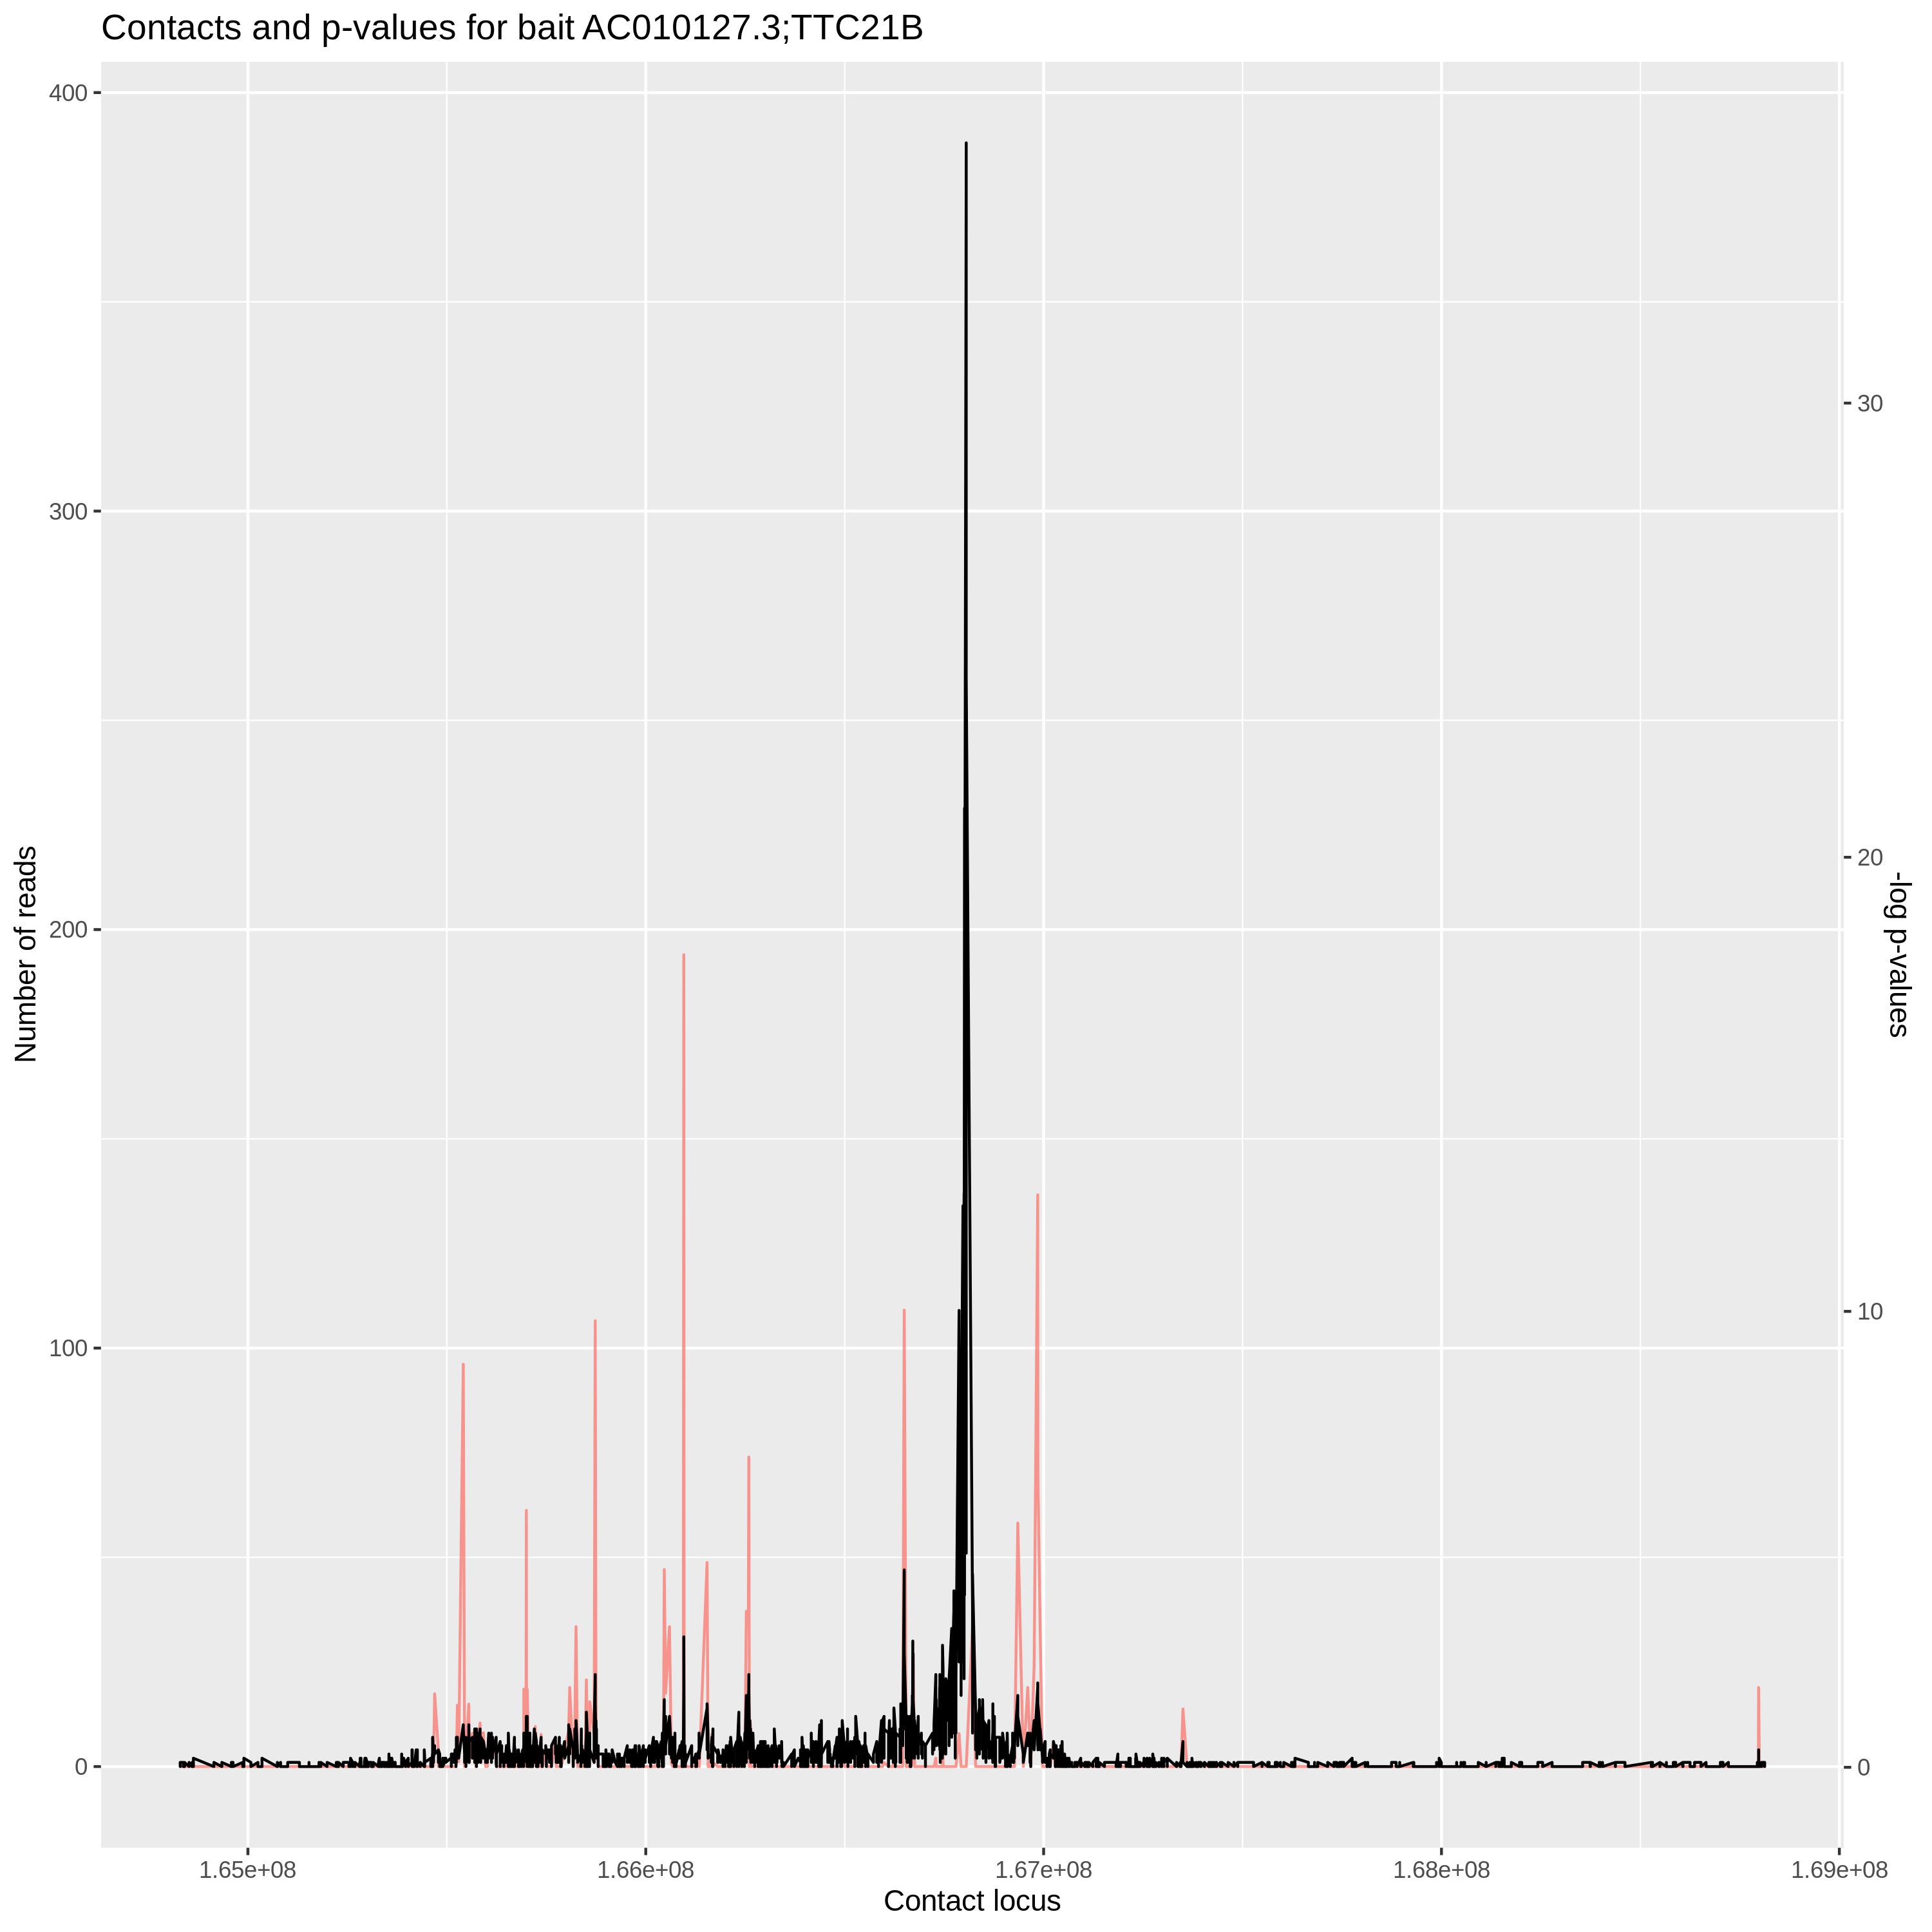 Contacts and p-values for bait AC010127.3;TTC21B
400
300
200
100
0
Number of reads
30
20
10
0
-log p-values
1.65e+08
1.66e+08
1.67e+08
1.68e+08
1.69e+08
Contact locus